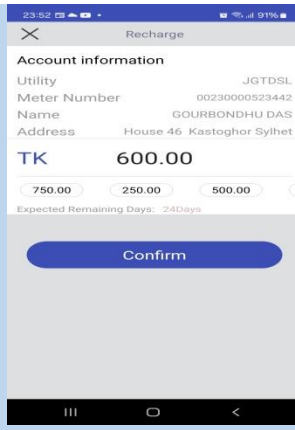 23:52 91%
Recharge
Account information
Utility JGTDSL
Meter Number 00230000523442
Name GOURBONDHU DAS
Address House 46 Kastoghor Sylhet
TK 600.00
750.00 250.00 500.00
Expected Remaining Days: 24Days
Confirm